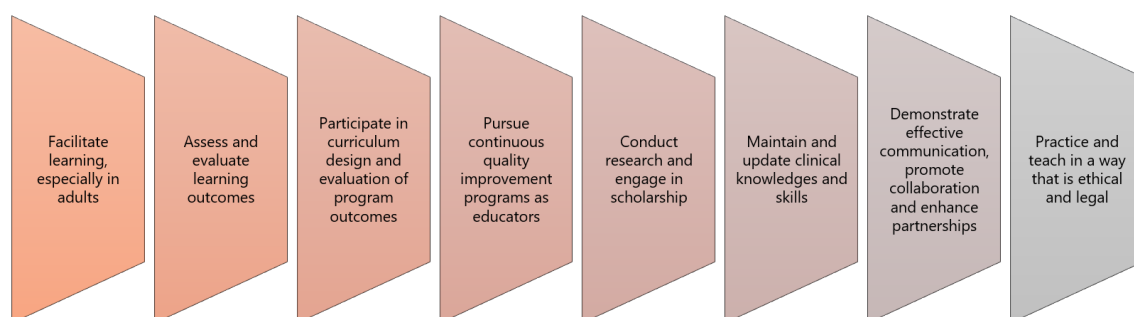 Facilitate
learning,
especially in
adults
Assess and
evaluate
learning
outcomes
Participate in
curriculum
design and
evaluation of
program
outcomes
Pursue
continuous
quality
improvement
programs as
educators
Conduct
research and
engage in
scholarship
Maintain and
update clinical
knowledges and
skills
Demonstrate
effective
communication,
promote
collaboration
and enhance
partnerships
Practice and
teach in a way
that is ethical
and legal